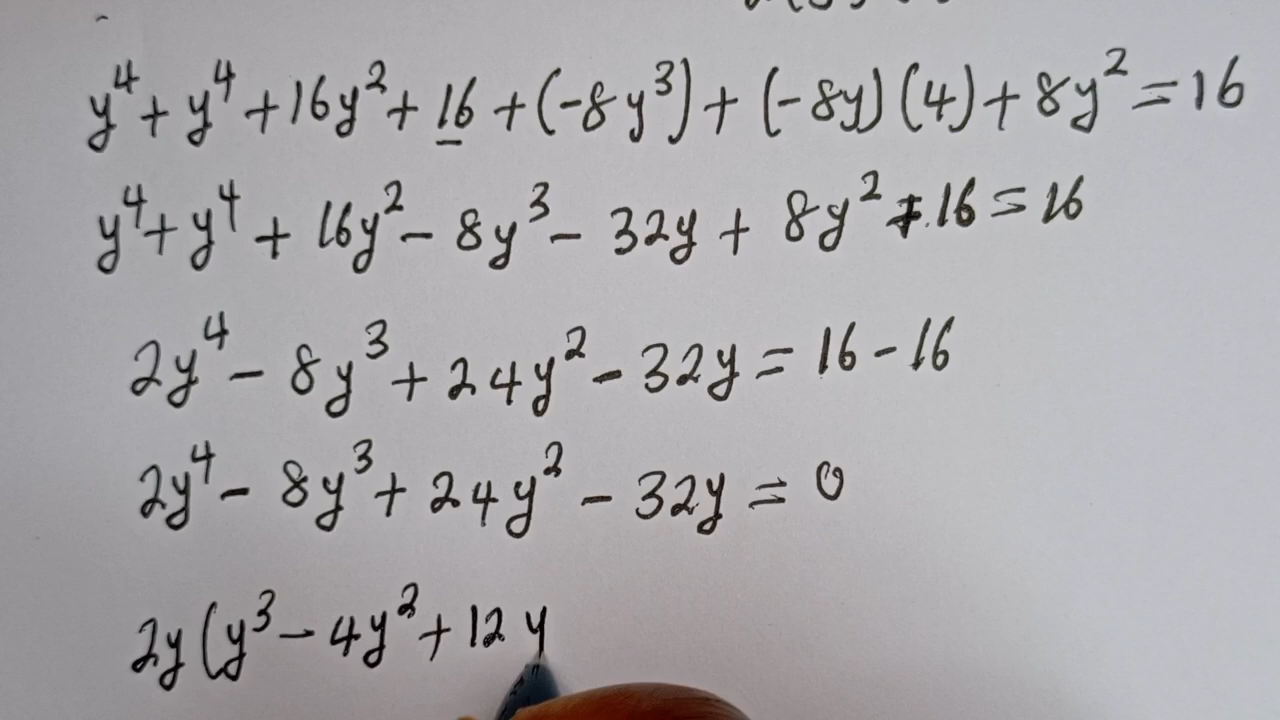 y⁴ + y⁴ + 16y² + 16 + (-8y³) + (-8y)(4) + 8y² = 16
y⁴ + y⁴ + 16y² - 8y³ - 32y + 8y² + 16 = 16
2y⁴ - 8y³ + 24y² - 32y = 16 - 16
2y⁴ - 8y³ + 24y² - 32y = 0
2y(y³ - 4y² + 12y